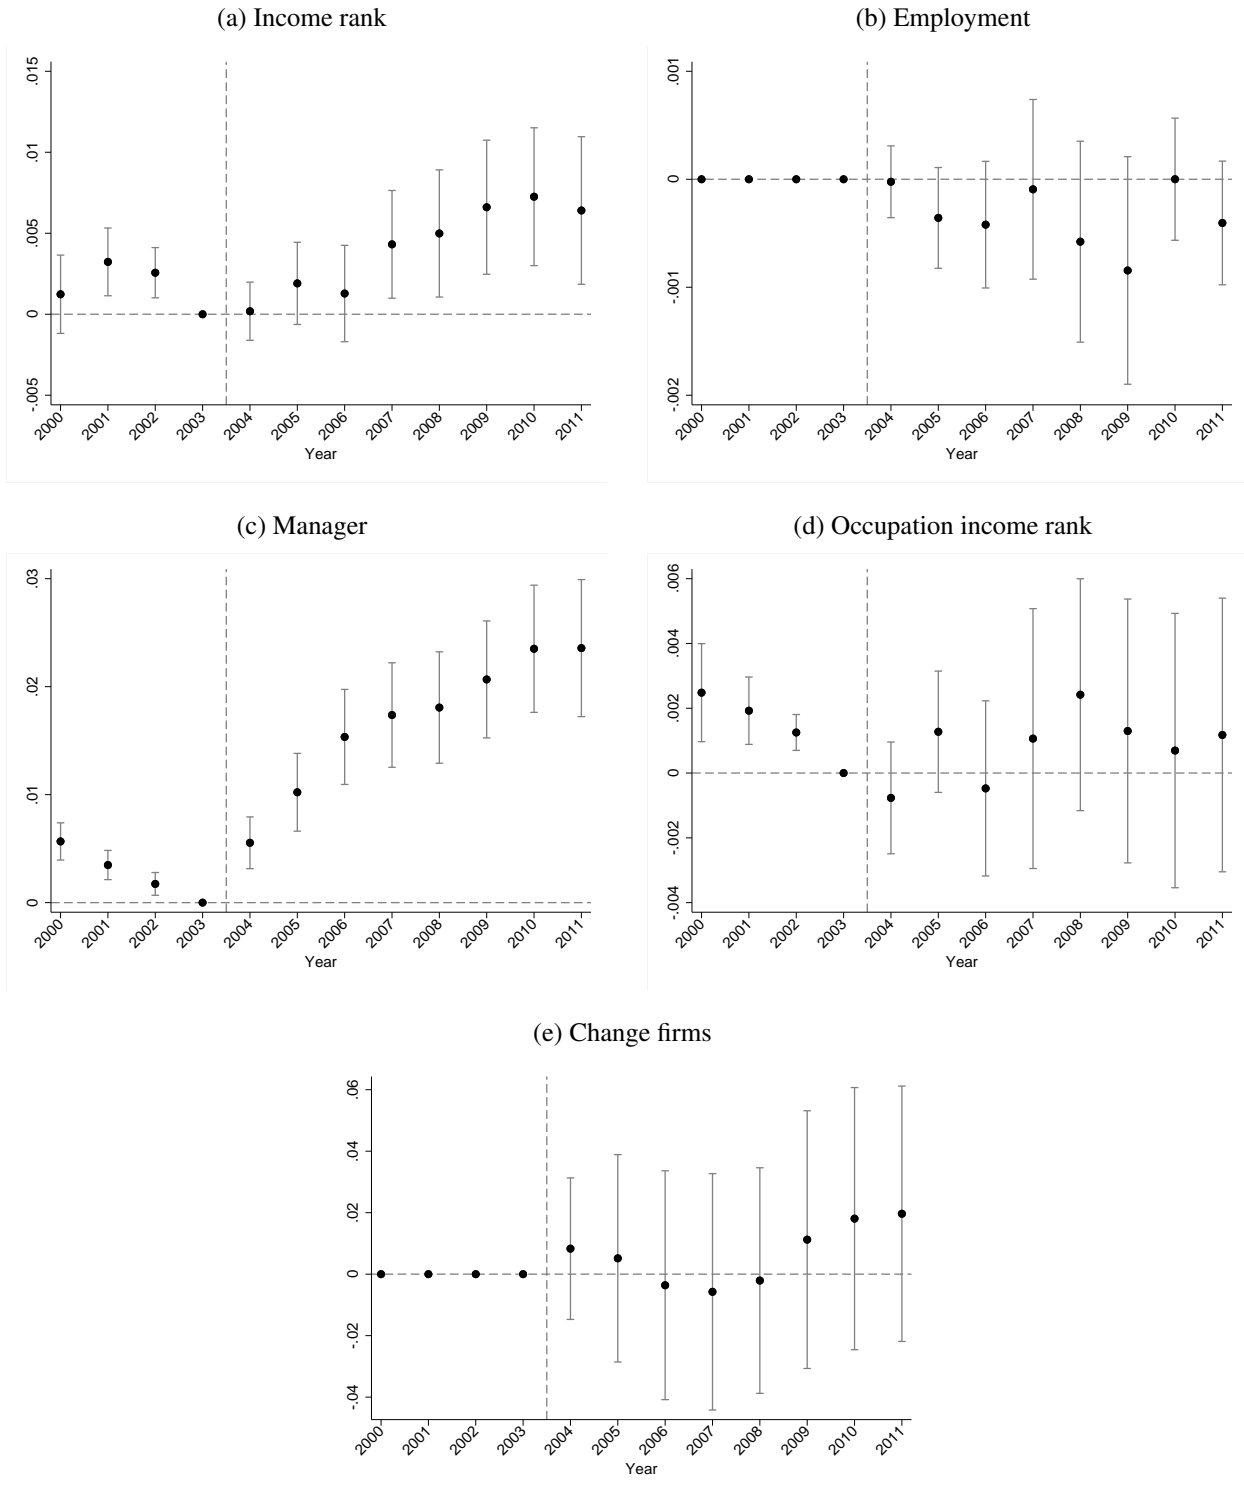 (a) Income rank
.015
.01
.005
0
-.005
2000 2001 2002 2003 2004 2005 2006 2007 2008 2009 2010 2011
Year
(b) Employment
.001
0
-.001
-.002
2000 2001 2002 2003 2004 2005 2006 2007 2008 2009 2010 2011
Year
(c) Manager
.03
.02
.01
0
2000 2001 2002 2003 2004 2005 2006 2007 2008 2009 2010 2011
Year
(d) Occupation income rank
.006
.004
.002
0
-.002
-.004
2000 2001 2002 2003 2004 2005 2006 2007 2008 2009 2010 2011
Year
(e) Change firms
.06
.04
.02
0
-.02
-.04
2000 2001 2002 2003 2004 2005 2006 2007 2008 2009 2010 2011
Year